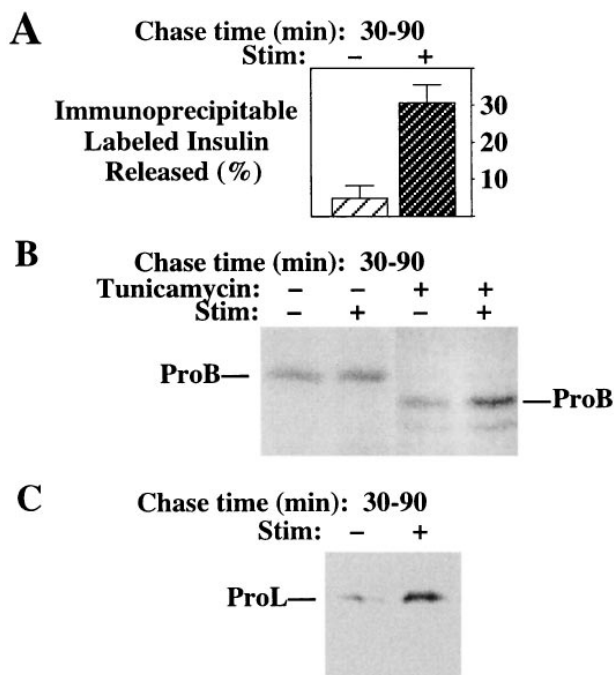 A
Chase time (min): 30-90
Stim: – +
Immunoprecipitable
Labeled Insulin
Released (%)
30
20
10
B
Chase time (min): 30-90
Tunicamycin: – – + +
Stim: – + – +
ProB—
—ProB
C
Chase time (min): 30-90
Stim: – +
ProL—